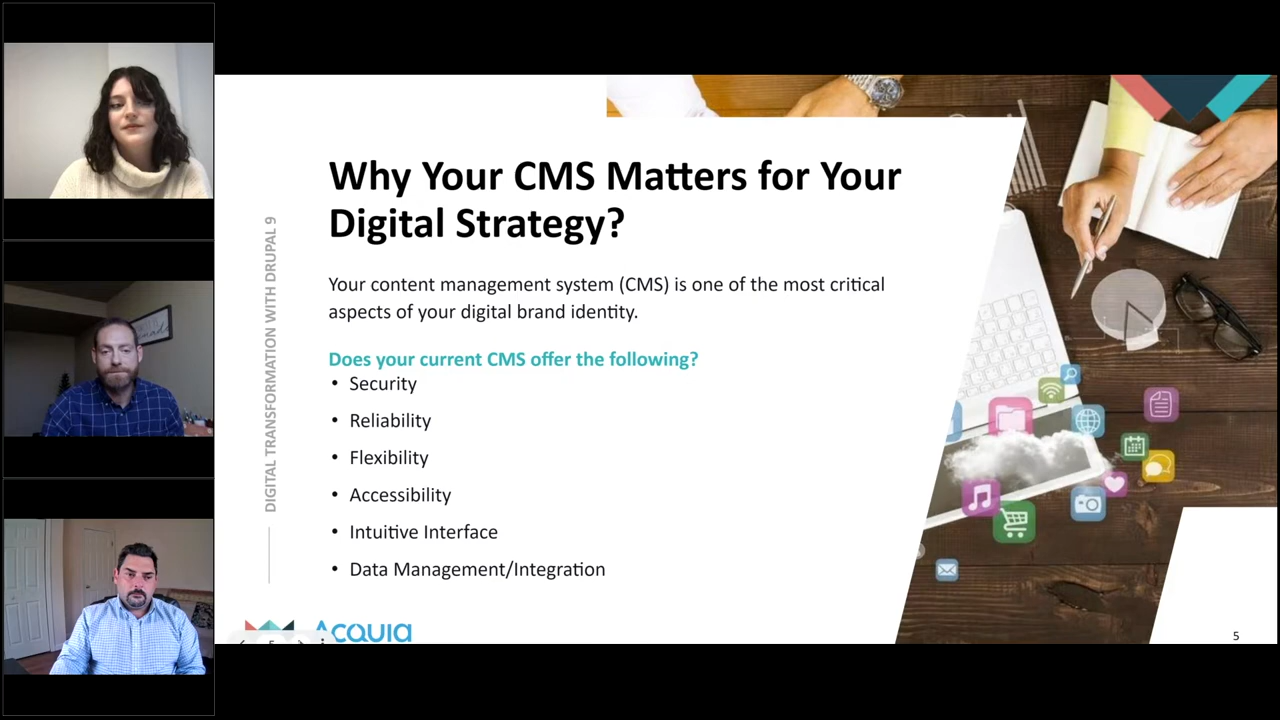 DIGITAL TRANSFORMATION WITH DRUPAL 9
Why Your CMS Matters for Your
Digital Strategy?
Your content management system (CMS) is one of the most critical
aspects of your digital brand identity.
Does your current CMS offer the following?
• Security
• Reliability
• Flexibility
• Accessibility
• Intuitive Interface
• Data Management/Integration
Acquia
5